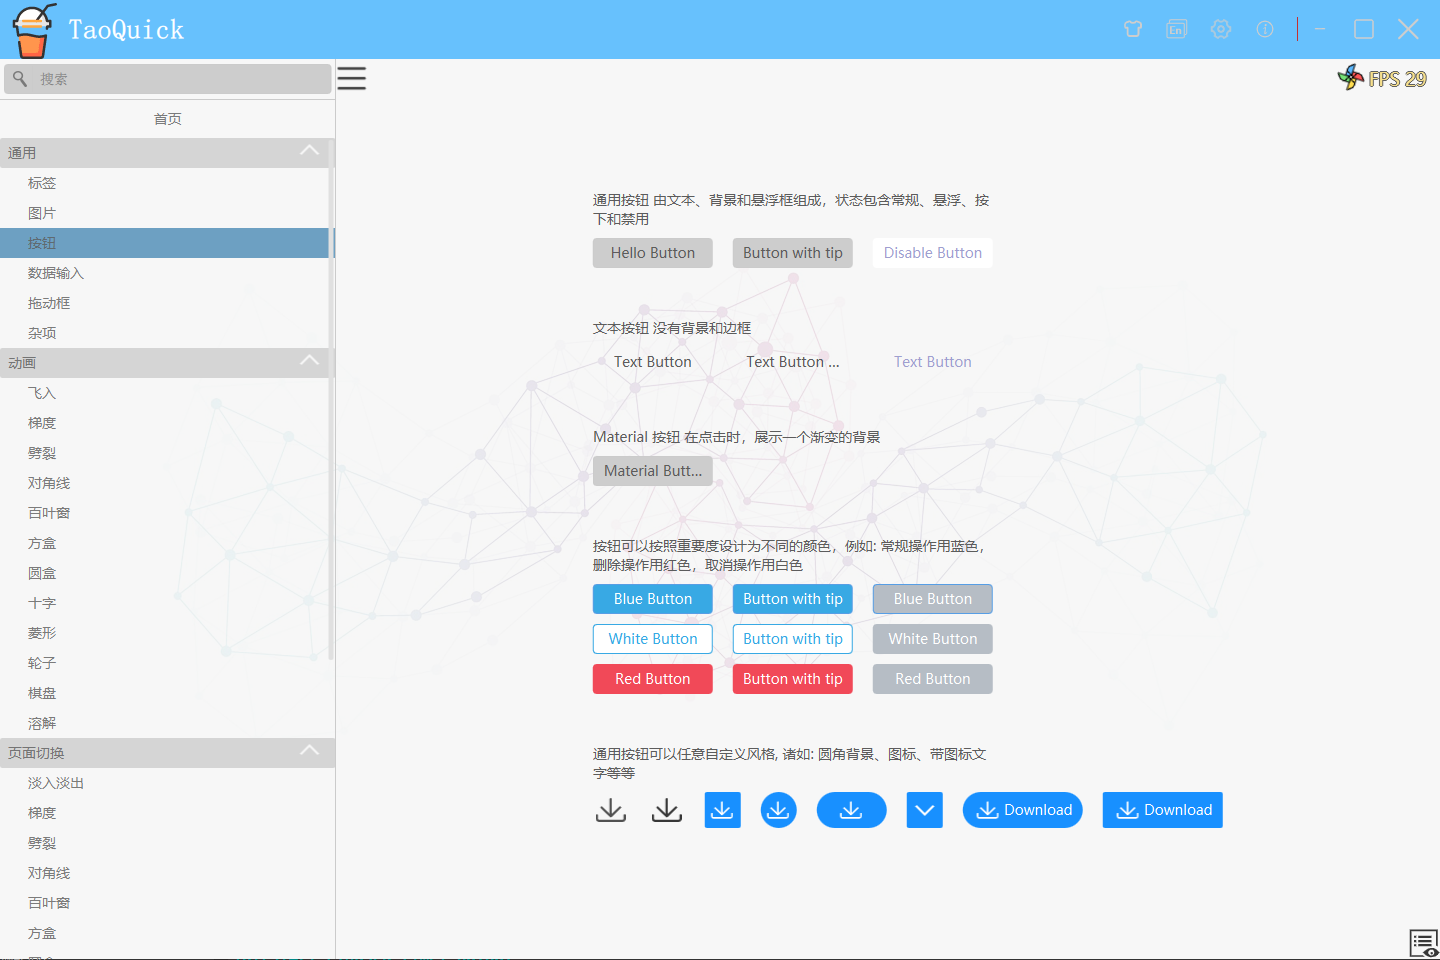 TaoQuick
En
搜索
FPS 29
首页
通用
标签
图片
按钮
数据输入
拖动框
杂项
动画
飞入
梯度
劈裂
对角线
百叶窗
方盒
圆盒
十字
菱形
轮子
棋盘
溶解
页面切换
淡入淡出
梯度
劈裂
对角线
百叶窗
方盒
通用按钮 由文本、背景和悬浮框组成，状态包含常规、悬浮、按
下和禁用
Hello Button
Button with tip
Disable Button
文本按钮 没有背景和边框
Text Button
Text Button ...
Text Button
Material 按钮 在点击时，展示一个渐变的背景
Material Butt...
按钮可以按照重要度设计为不同的颜色，例如: 常规操作用蓝色，
删除操作用红色，取消操作用白色
Blue Button
Button with tip
Blue Button
White Button
Button with tip
White Button
Red Button
Button with tip
Red Button
通用按钮可以任意自定义风格, 诸如: 圆角背景、图标、带图标文
字等等
Download
Download